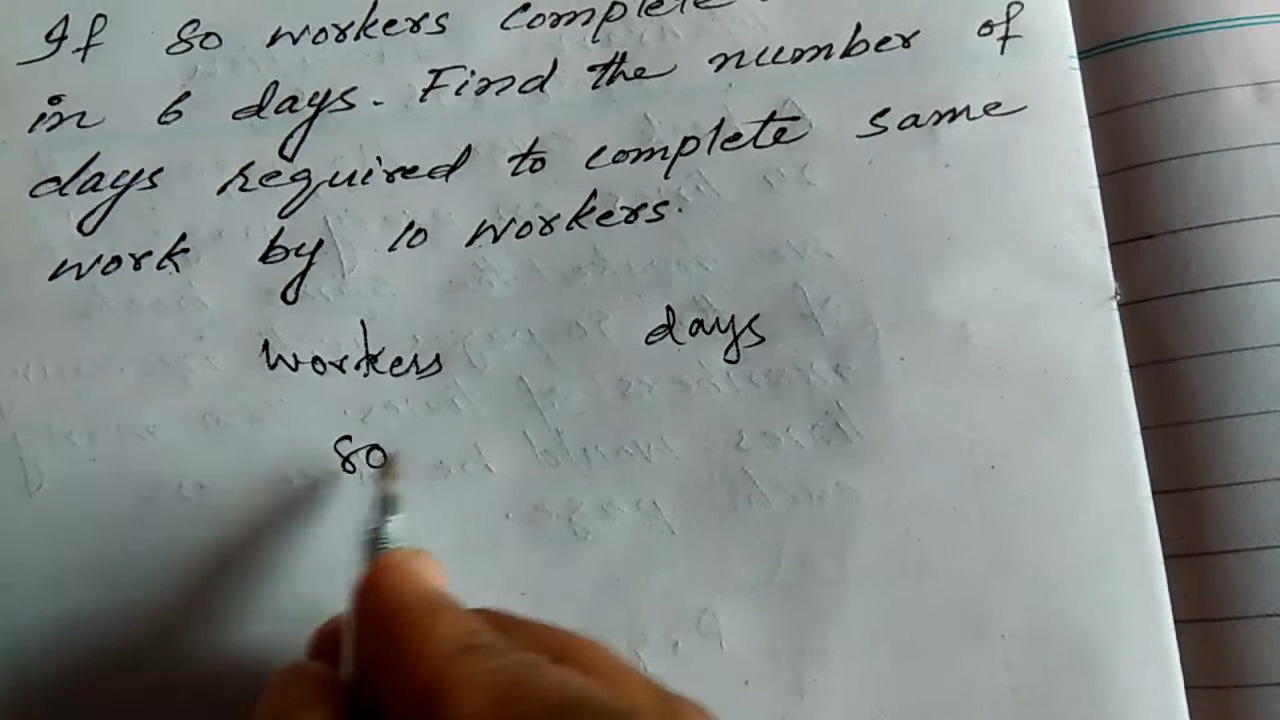 If 80 workers complete
in 6 days. Find the number of
days required to complete same
work by 10 workers.
workers days
80